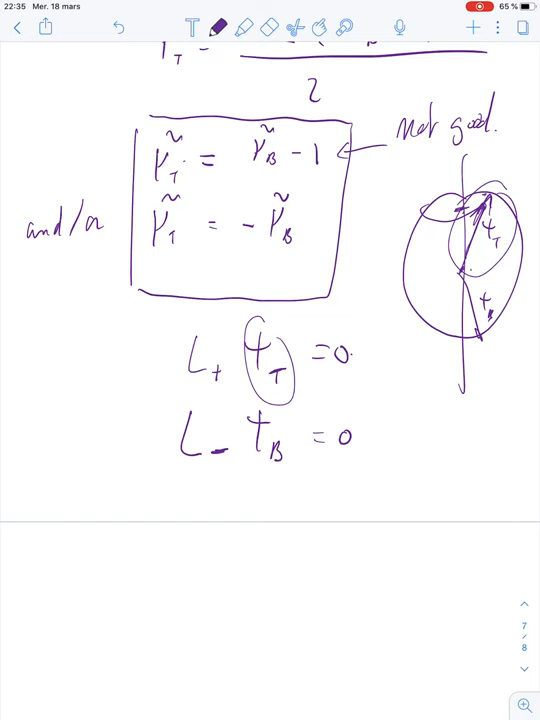 22:35 Mer. 18 mars 65 %
2
μ̃_T = μ̃_B - 1 ← Not good.
and/or μ̃_T = - μ̃_B
ψ_T
ψ_B
L_+ ψ_T = 0
L_- ψ_B = 0
7
/
8